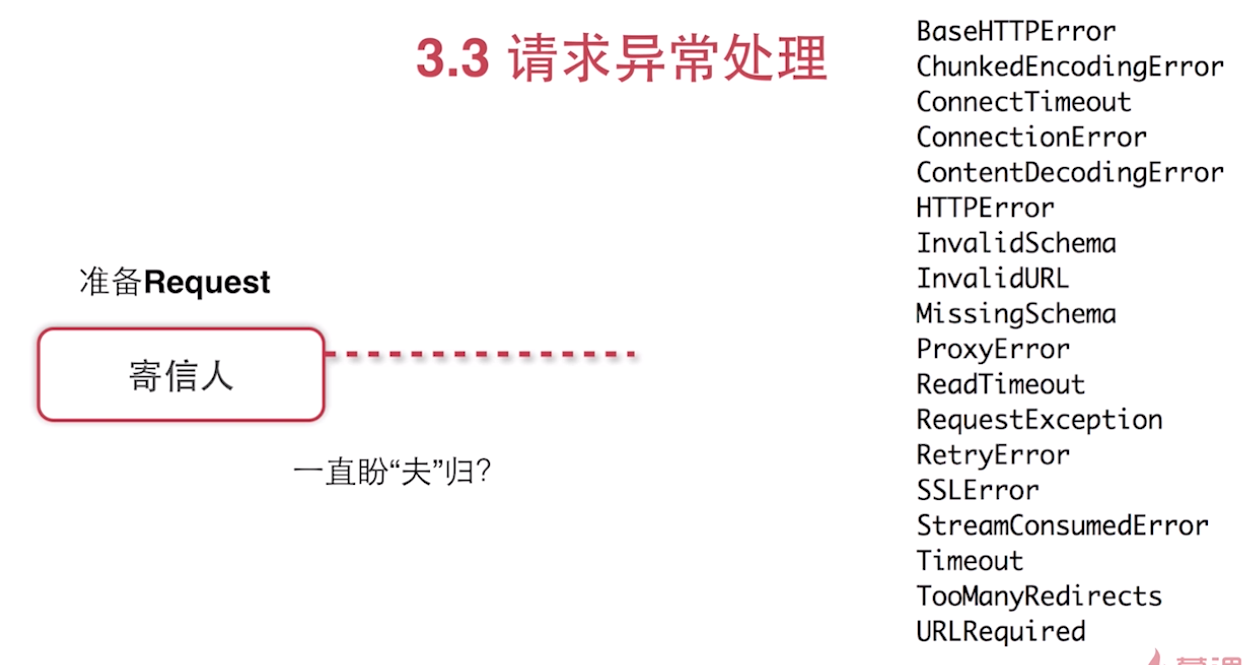 3.3 请求异常处理
准备Request
寄信人
一直盼“夫”归?
BaseHTTPError
ChunkedEncodingError
ConnectTimeout
ConnectionError
ContentDecodingError
HTTPError
InvalidSchema
InvalidURL
MissingSchema
ProxyError
ReadTimeout
RequestException
RetryError
SSLError
StreamConsumedError
Timeout
TooManyRedirects
URLRequired